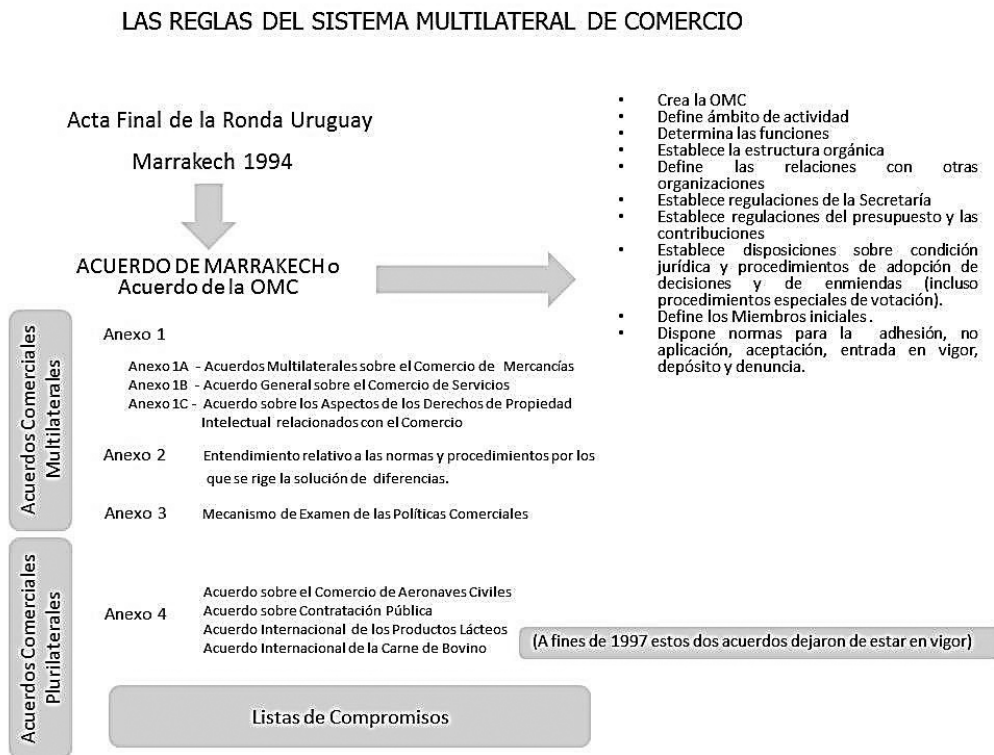 LAS REGLAS DEL SISTEMA MULTILATERAL DE COMERCIO
Acta Final de la Ronda Uruguay
Marrakech 1994
ACUERDO DE MARRAKECH o
Acuerdo de la OMC
• Crea la OMC
• Define ámbito de actividad
• Determina las funciones
• Establece la estructura orgánica
• Define las relaciones con otras
organizaciones
• Establece regulaciones de la Secretaría
• Establece regulaciones del presupuesto y las
contribuciones
• Establece disposiciones sobre condición
jurídica y procedimientos de adopción de
decisiones y de enmiendas (incluso
procedimientos especiales de votación).
• Define los Miembros iniciales.
• Dispone normas para la adhesión, no
aplicación, aceptación, entrada en vigor,
depósito y denuncia.
Acuerdos Comerciales
Multilaterales
Anexo 1
Anexo 1A - Acuerdos Multilaterales sobre el Comercio de Mercancías
Anexo 1B - Acuerdo General sobre el Comercio de Servicios
Anexo 1C - Acuerdo sobre los Aspectos de los Derechos de Propiedad
Intelectual relacionados con el Comercio
Anexo 2 Entendimiento relativo a las normas y procedimientos por los
que se rige la solución de diferencias.
Anexo 3 Mecanismo de Examen de las Políticas Comerciales
Acuerdos Comerciales
Plurilaterales
Anexo 4
Acuerdo sobre el Comercio de Aeronaves Civiles
Acuerdo sobre Contratación Pública
Acuerdo Internacional de los Productos Lácteos
Acuerdo Internacional de la Carne de Bovino
(A fines de 1997 estos dos acuerdos dejaron de estar en vigor)
Listas de Compromisos